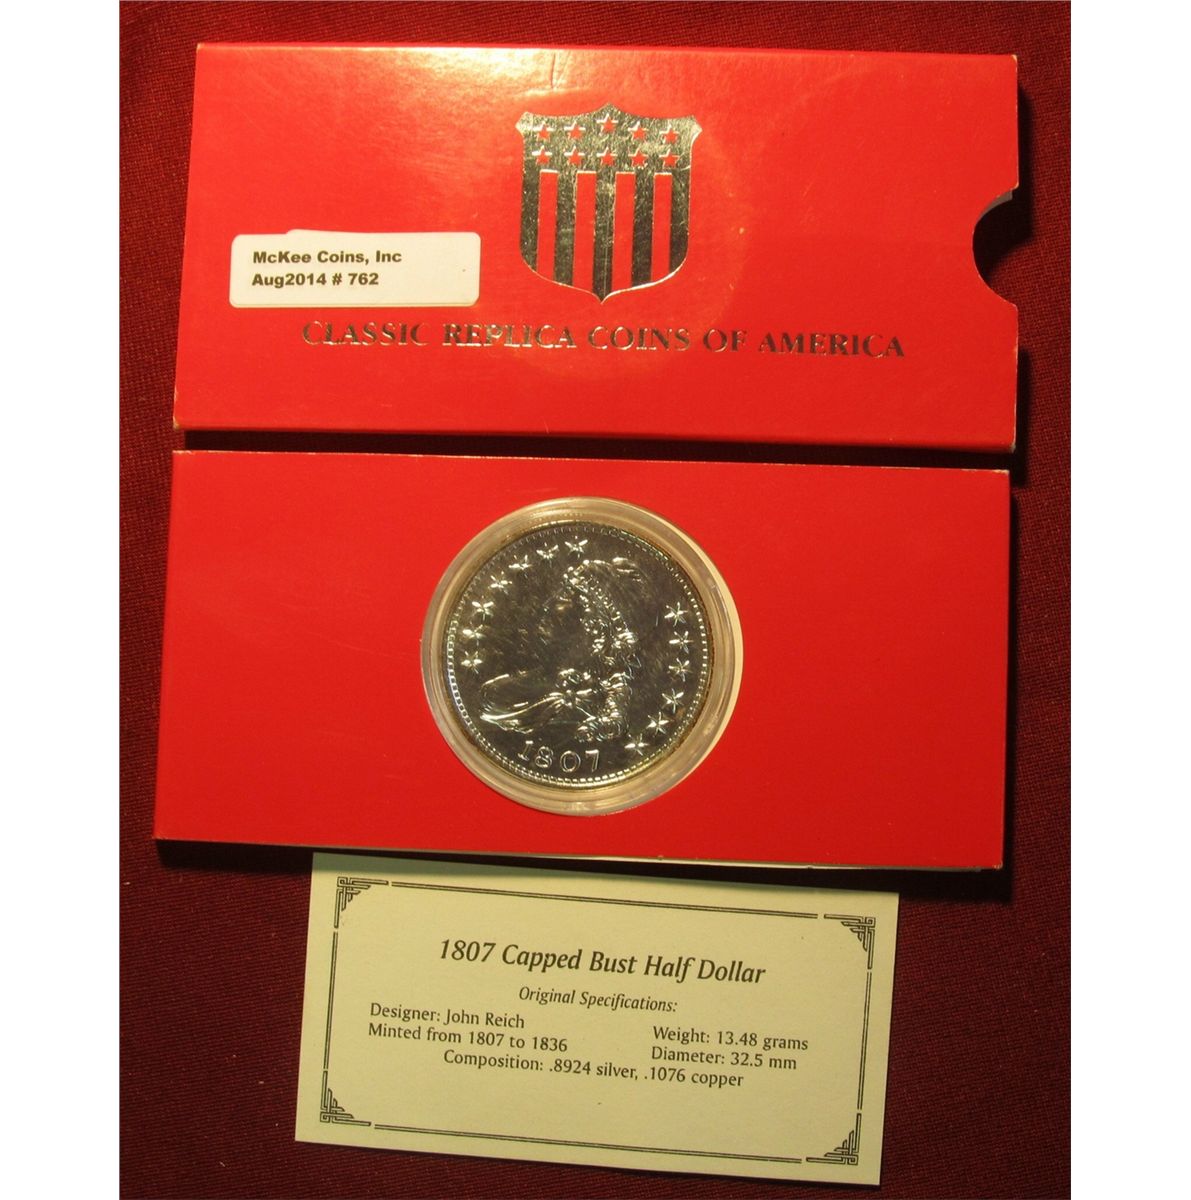 McKee Coins, Inc
Aug2014 # 762
CLASSIC REPLICA COINS OF AMERICA
1807
1807 Capped Bust Half Dollar
Original Specifications:
Designer: John Reich
Minted from 1807 to 1836
Weight: 13.48 grams
Diameter: 32.5 mm
Composition: .8924 silver, .1076 copper